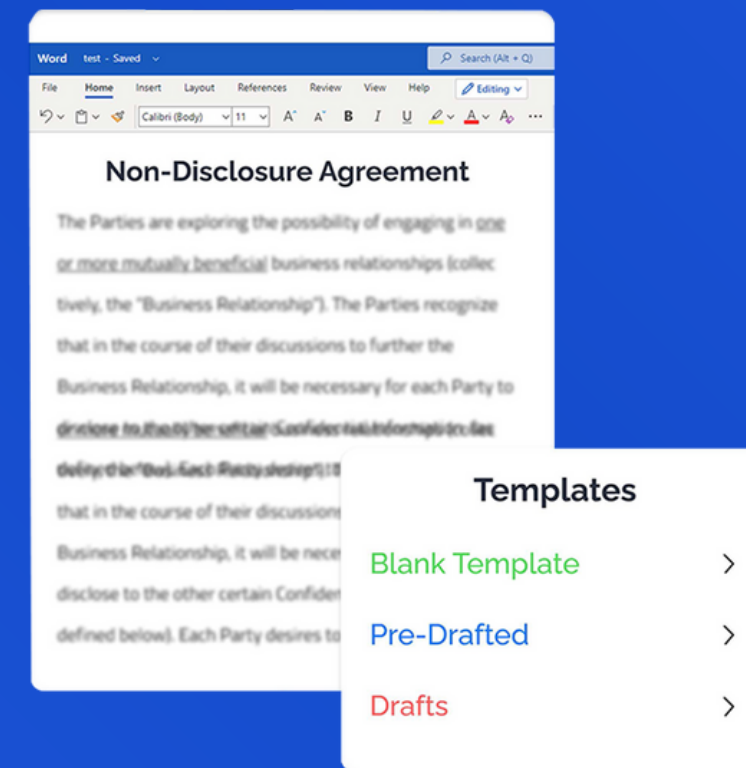 Word test - Saved
Search (Alt + Q)
File Home Insert Layout References Review View Help Editing
Calibri (Body) 11 A A B I U A A ...
Non-Disclosure Agreement
The Parties are exploring the possibility of engaging in one
or more mutually beneficial business relationships (collec
tively, the "Business Relationship"). The Parties recognize
that in the course of their discussions to further the
Business Relationship, it will be necessary for each Party to
that in the course of their discussions
Business Relationship, it will be
disclose to the other certain
defined below). Each Party desires to
Templates
Blank Template
Pre-Drafted
Drafts